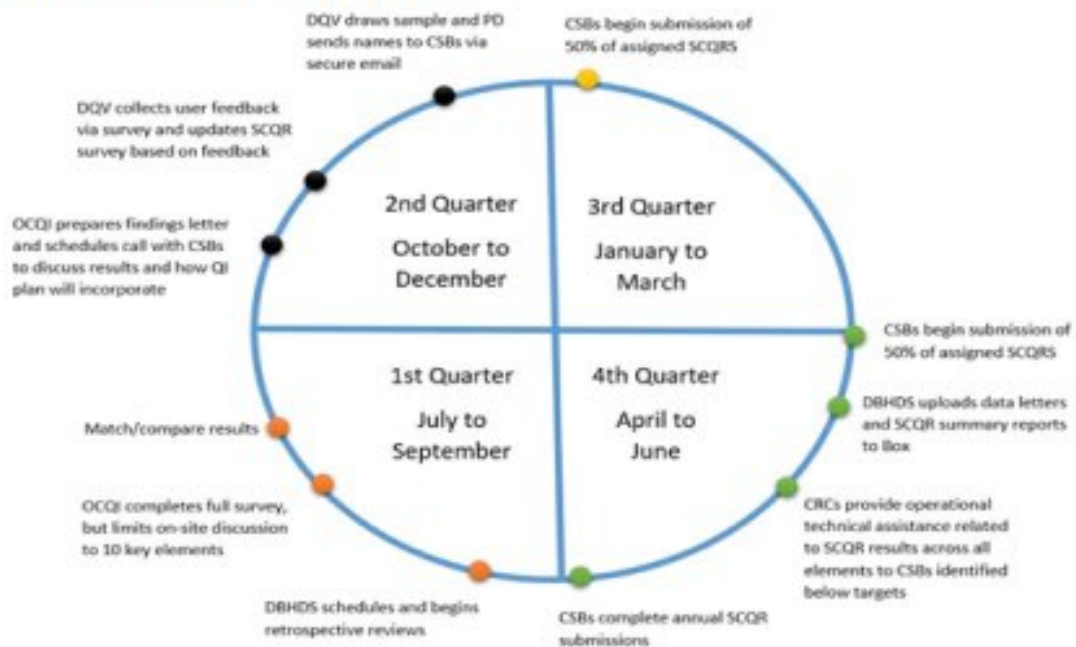 DQV draws sample and PD
sends names to CSBs via
secure email
CSBs begin submission of
50% of assigned SCQRS
DQV collects user feedback
via survey and updates SCQR
survey based on feedback
OCQI prepares findings letter
and schedules call with CSBs
to discuss results and how QI
plan will incorporate
2nd Quarter
October to
December
3rd Quarter
January to
March
1st Quarter
July to
September
4th Quarter
April to
June
CSBs begin submission of
50% of assigned SCQRS
DBHDS uploads data letters
and SCQR summary reports
to Box
CRCs provide operational
technical assistance related
to SCQR results across all
elements to CSBs identified
below targets
CSBs complete annual SCQR
submissions
DBHDS schedules and begins
retrospective reviews
OCQI completes full survey,
but limits on-site discussion
to 10 key elements
Match/compare results